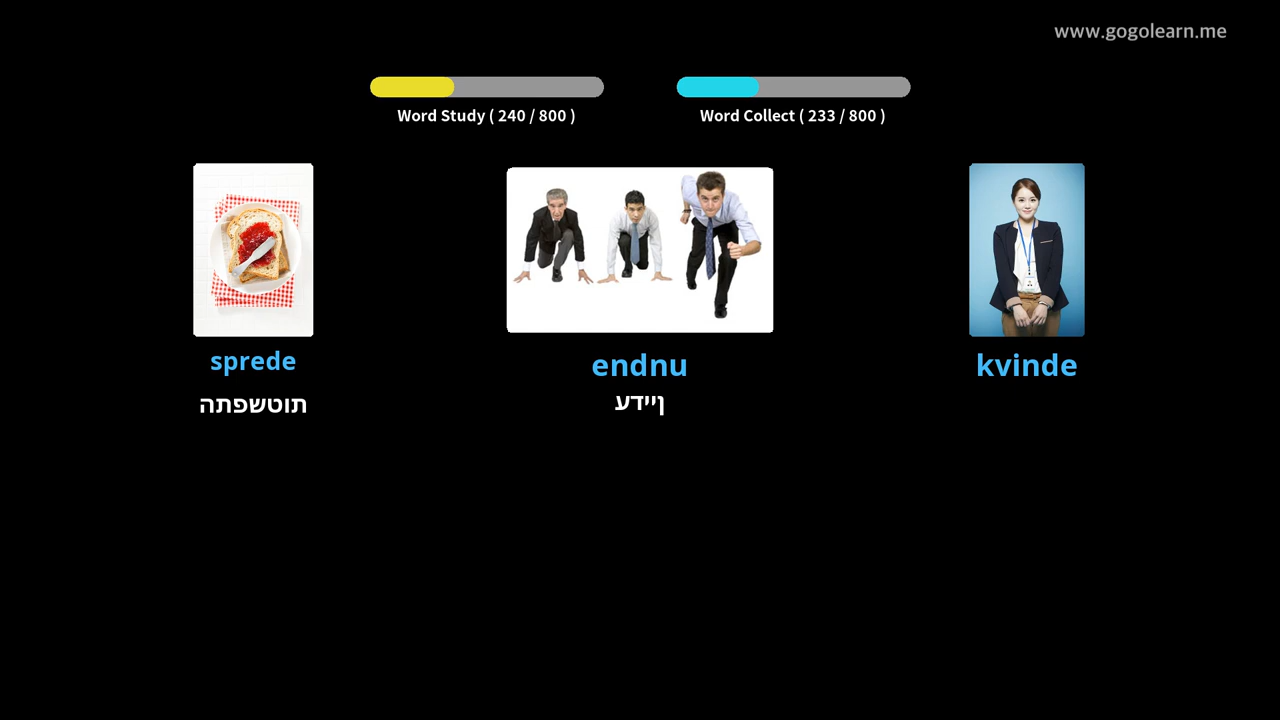 www.gogolearn.me
Word Study ( 240 / 800 )
Word Collect ( 233 / 800 )
sprede
תוטשפתה
endnu
ןיידע
kvinde